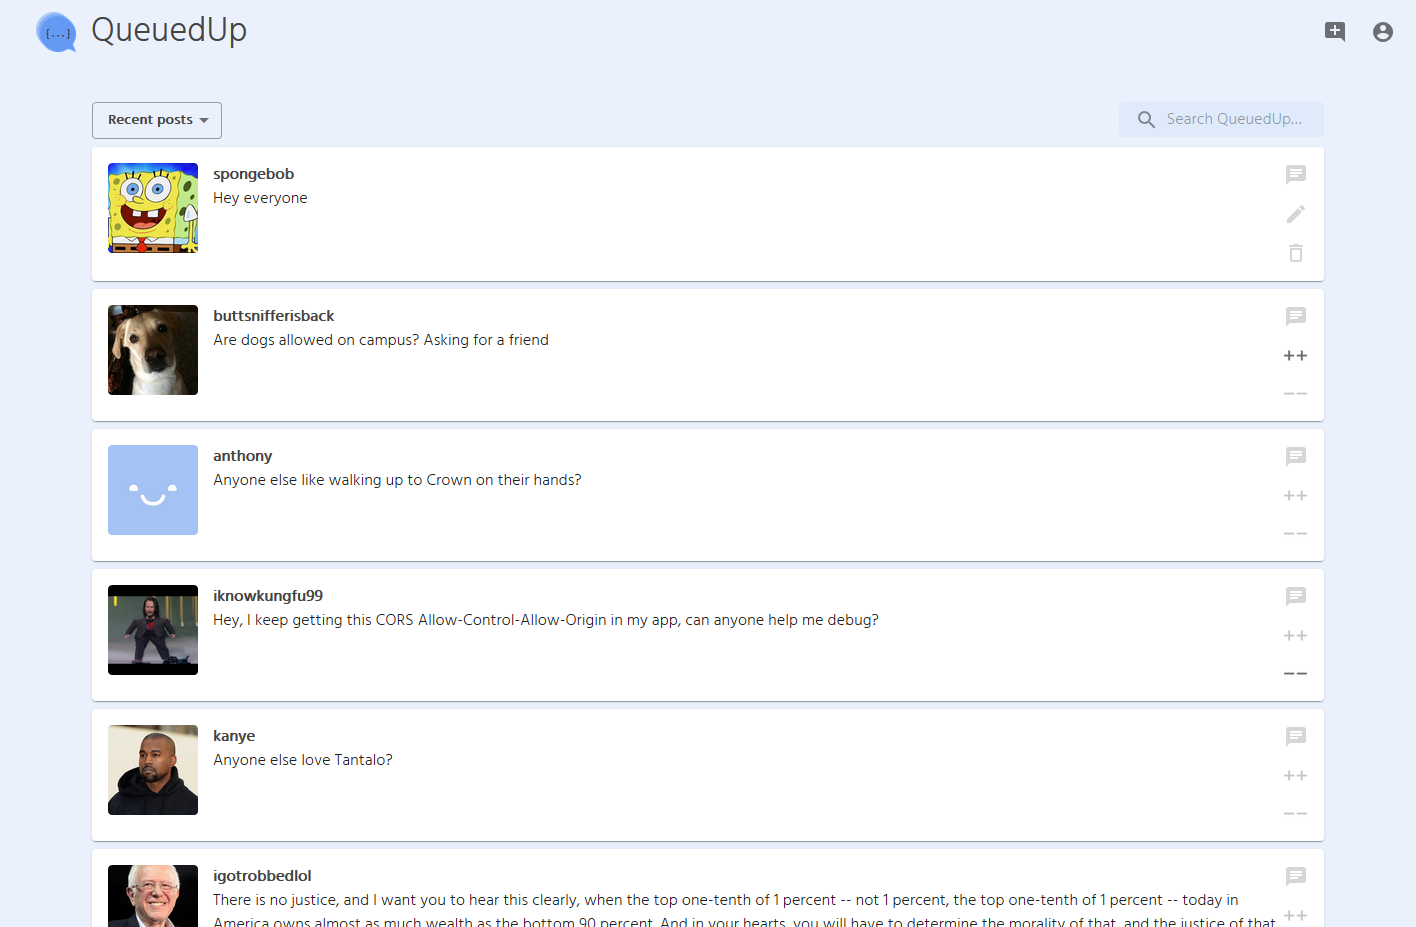 {...} QueuedUp
Recent posts
Search QueuedUp...
spongebob
Hey everyone
buttsnifferisback
Are dogs allowed on campus? Asking for a friend
++
--
anthony
Anyone else like walking up to Crown on their hands?
++
--
iknowkungfu99
Hey, I keep getting this CORS Allow-Control-Allow-Origin in my app, can anyone help me debug?
++
--
kanye
Anyone else love Tantalo?
++
--
igotrobbedlol
There is no justice, and I want you to hear this clearly, when the top one-tenth of 1 percent -- not 1 percent, the top one-tenth of 1 percent -- today in
++
America owns almost as much wealth as the bottom 90 percent. And in your hearts, you will have to determine the morality of that, and the justice of that.